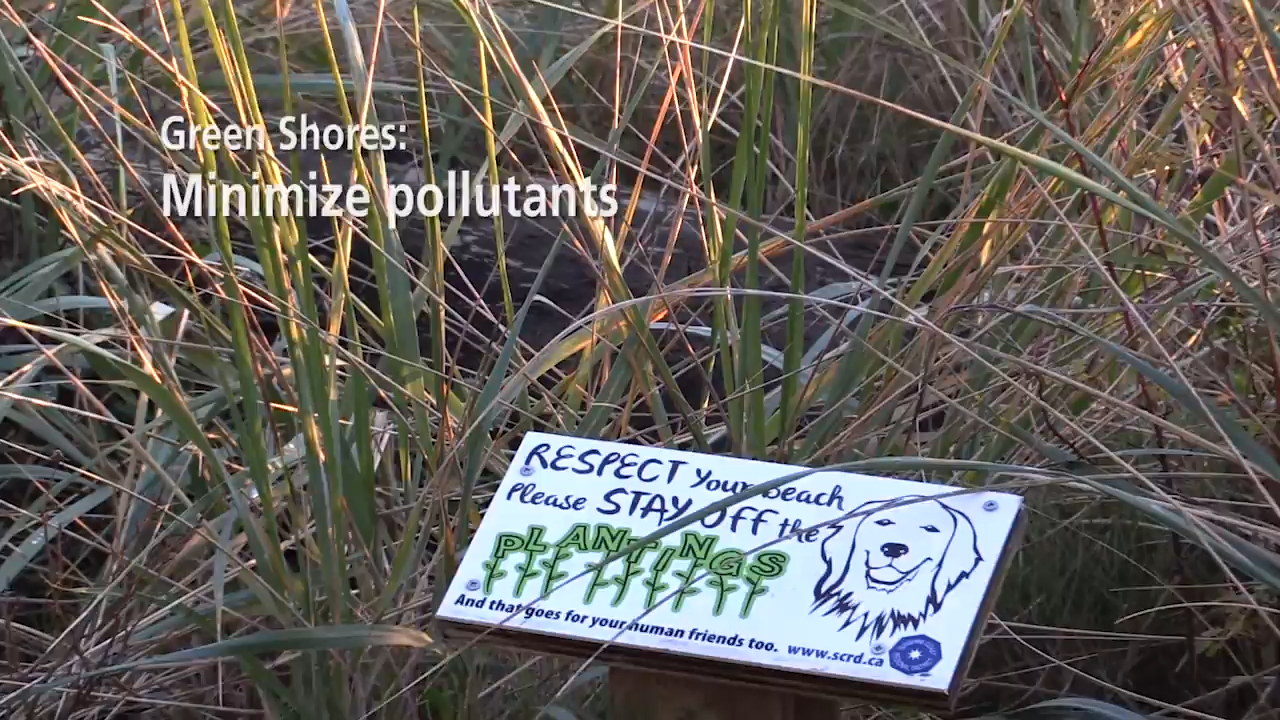 Green Shores:
Minimize pollutants
RESPECT your beach
Please STAY OFF the
PLANTINGS
And that goes for your human friends too. www.scrd.ca